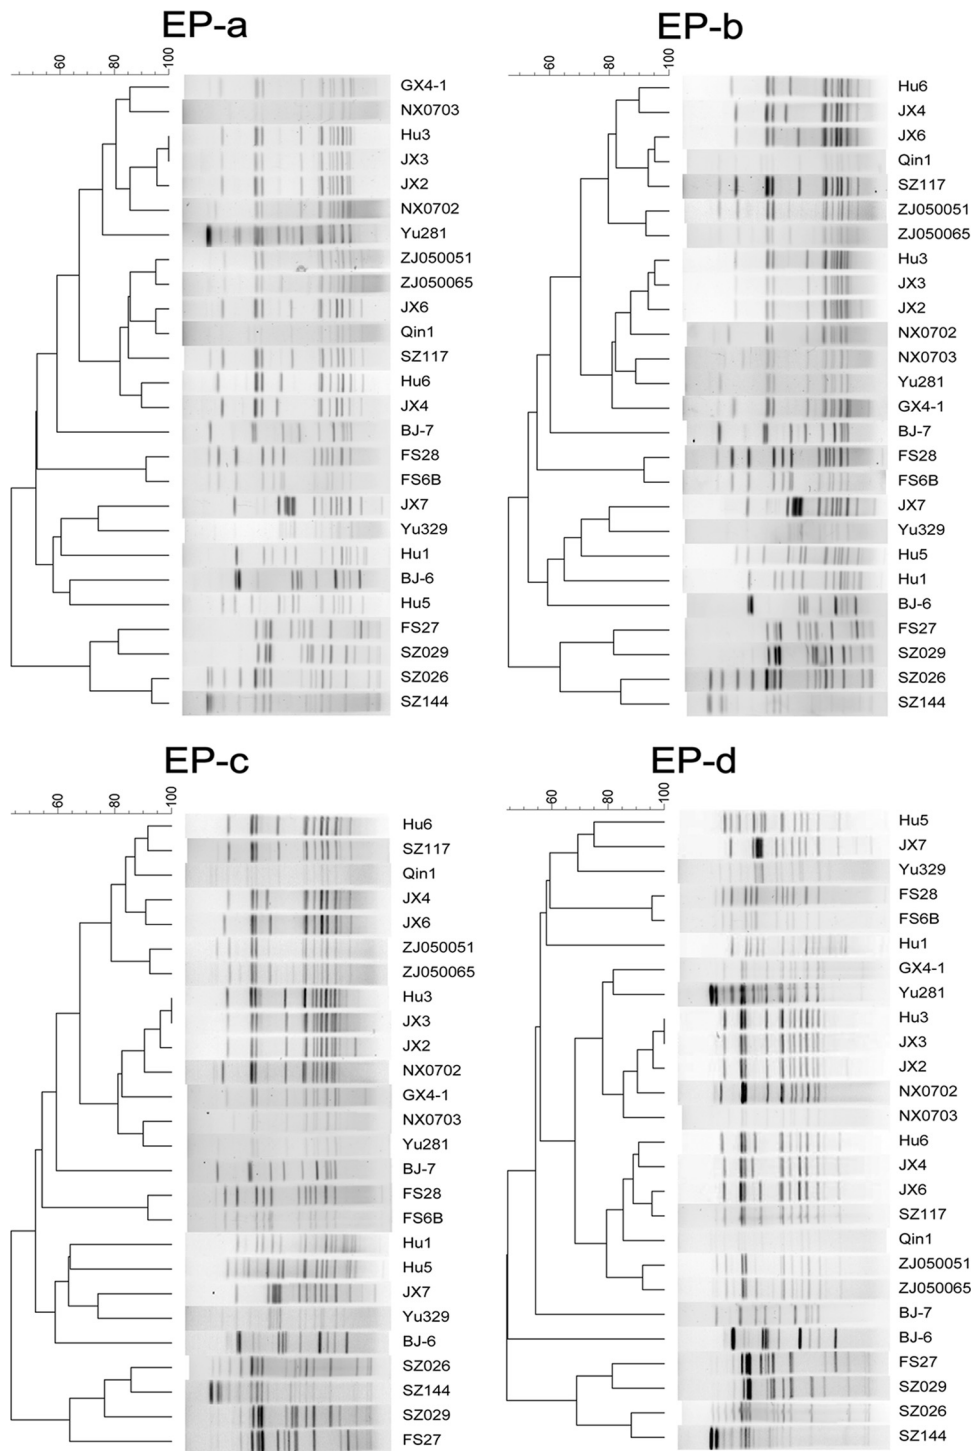 EP-a
60
80
100
GX4-1
NX0703
Hu3
JX3
JX2
NX0702
Yu281
ZJ050051
ZJ050065
JX6
Qin1
SZ117
Hu6
JX4
BJ-7
FS28
FS6B
JX7
Yu329
Hu1
BJ-6
Hu5
FS27
SZ029
SZ026
SZ144
EP-b
60
80
100
Hu6
JX4
JX6
Qin1
SZ117
ZJ050051
ZJ050065
Hu3
JX3
JX2
NX0702
NX0703
Yu281
GX4-1
BJ-7
FS28
FS6B
JX7
Yu329
Hu5
Hu1
BJ-6
FS27
SZ029
SZ026
SZ144
EP-c
60
80
100
Hu6
SZ117
Qin1
JX4
JX6
ZJ050051
ZJ050065
Hu3
JX3
JX2
NX0702
GX4-1
NX0703
Yu281
BJ-7
FS28
FS6B
Hu1
Hu5
JX7
Yu329
BJ-6
SZ026
SZ144
SZ029
FS27
EP-d
60
80
100
Hu5
JX7
Yu329
FS28
FS6B
Hu1
GX4-1
Yu281
Hu3
JX3
JX2
NX0702
NX0703
Hu6
JX4
JX6
SZ117
Qin1
ZJ050051
ZJ050065
BJ-7
BJ-6
FS27
SZ029
SZ026
SZ144